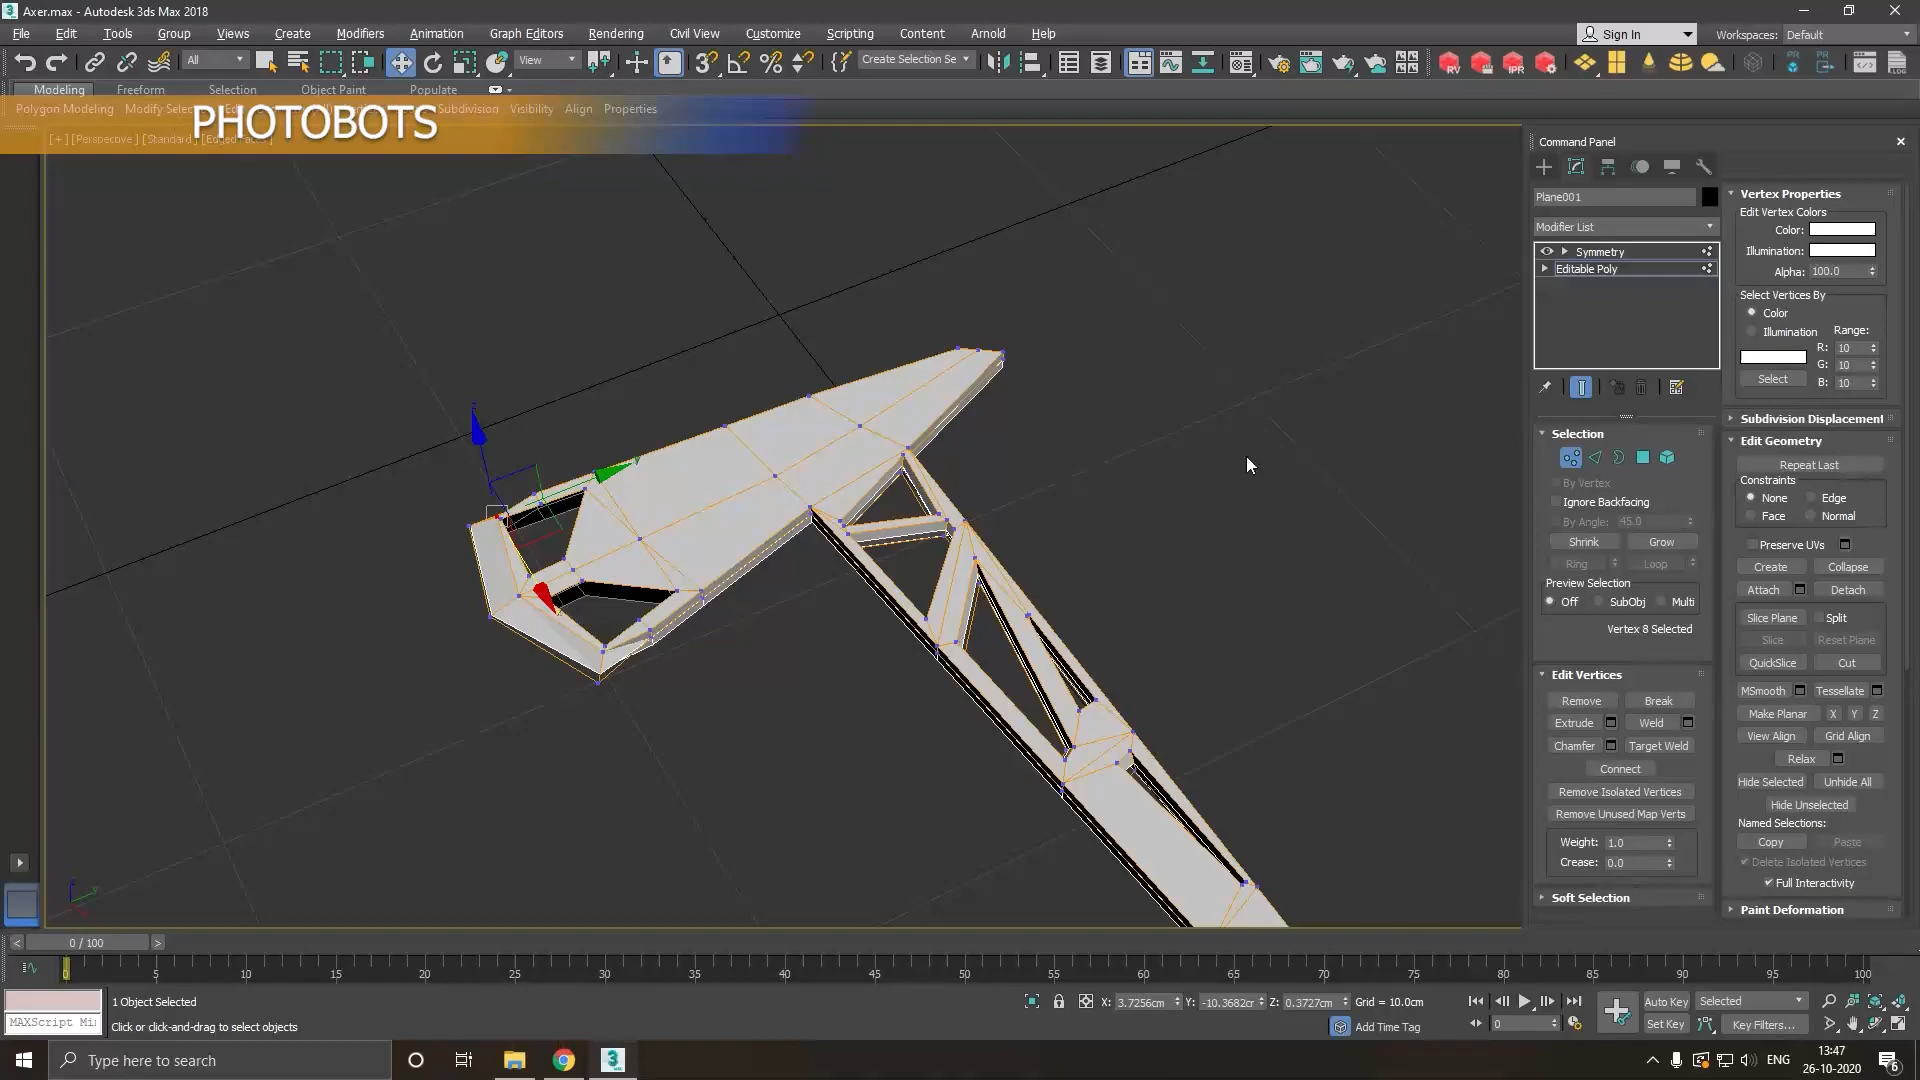 Axer.max - Autodesk 3ds Max 2018
File Edit Tools Group Views Create Modifiers Animation Graph Editors Rendering Civil View Customize Scripting Content Arnold Help
Sign In Workspaces: Default
All View Create Selection Se
Modeling Freeform Selection Object Paint Populate
Polygon Modeling Modify Subdivision Visibility Align Properties
PHOTOBOTS
[+] [Perspective] [Standard] [Edged Faces]
Command Panel
Plane001
Modifier List
Symmetry
Editable Poly
Selection
By Vertex
Ignore Backfacing
By Angle: 45.0
Shrink Grow
Ring Loop
Preview Selection
Off SubObj Multi
Vertex 8 Selected
Edit Vertices
Remove Break
Extrude Weld
Chamfer Target Weld
Connect
Remove Isolated Vertices
Remove Unused Map Verts
Weight: 1.0
Crease: 0.0
Soft Selection
Vertex Properties
Edit Vertex Colors
Color:
Illumination:
Alpha: 100.0
Select Vertices By
Color
Illumination Range:
R: 10
G: 10
Select B: 10
Subdivision Displacement
Edit Geometry
Repeat Last
Constraints
None Edge
Face Normal
Preserve UVs
Create Collapse
Attach Detach
Slice Plane Split
Slice Reset Plane
QuickSlice Cut
MSmooth Tessellate
Make Planar X Y Z
View Align Grid Align
Relax
Hide Selected Unhide All
Hide Unselected
Named Selections:
Copy Paste
Delete Isolated Vertices
Full Interactivity
Paint Deformation
0 / 100
0 5 10 15 20 25 30 35 40 45 50 55 60 65 70 75 80 85 90 95 100
1 Object Selected
X: 3.7256cm Y: -10.3682cr Z: 0.3727cm Grid = 10.0cm
Auto Key Selected
MAXScript Mi
Click or click-and-drag to select objects
Add Time Tag
0
Set Key Key Filters...
Type here to search
ENG
13:47
26-10-2020
6